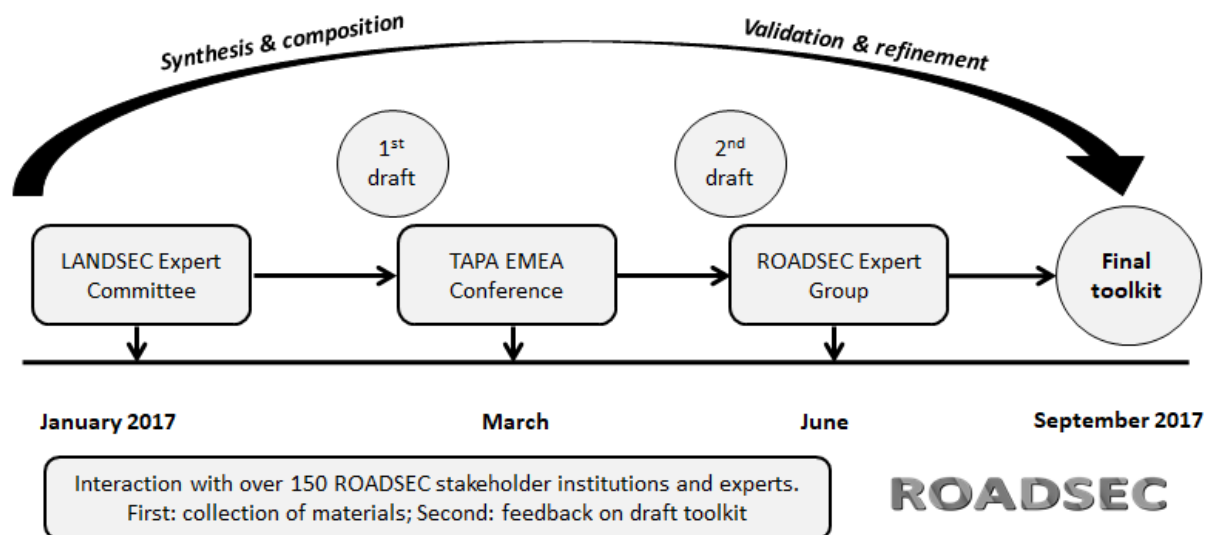 Synthesis & composition
Validation & refinement
1st
draft
2nd
draft
LANDSEC Expert
Committee
TAPA EMEA
Conference
ROADSEC Expert
Group
Final
toolkit
January 2017
March
June
September 2017
Interaction with over 150 ROADSEC stakeholder institutions and experts.
First: collection of materials; Second: feedback on draft toolkit
ROADSEC